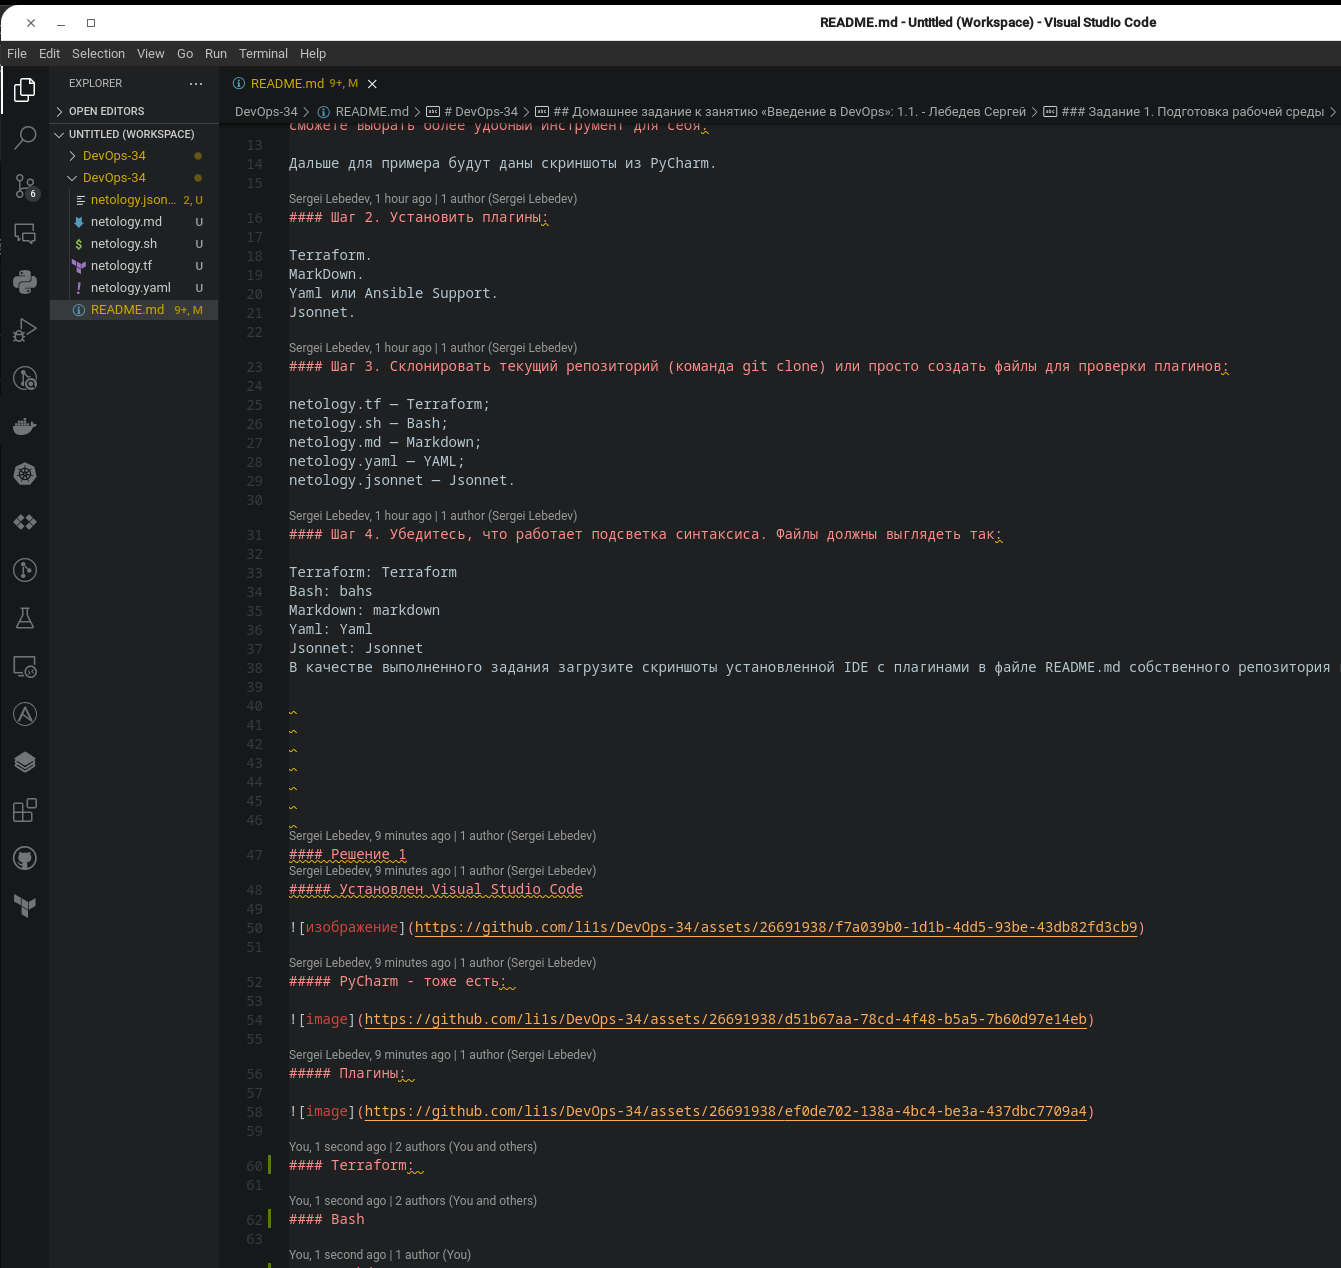 README.md - Untitled (Workspace) - Visual Studio Code
File Edit Selection View Go Run Terminal Help
EXPLORER
README.md 9+, M
OPEN EDITORS
DevOps-34 > README.md > # DevOps-34 > ## Домашнее задание к занятию «Введение в DevOps»: 1.1. - Лебедев Сергей > ### Задание 1. Подготовка рабочей среды >
UNTITLED (WORKSPACE)
DevOps-34
DevOps-34
netology.json... 2, U
netology.md U
netology.sh U
netology.tf U
netology.yaml U
README.md 9+, M
6
сможете выбрать более удобный инструмент для себя.
13
14 Дальше для примера будут даны скриншоты из PyCharm.
15
Sergei Lebedev, 1 hour ago | 1 author (Sergei Lebedev)
16 #### Шаг 2. Установить плагины:
17
18 Terraform.
19 MarkDown.
20 Yaml или Ansible Support.
21 Jsonnet.
22
Sergei Lebedev, 1 hour ago | 1 author (Sergei Lebedev)
23 #### Шаг 3. Склонировать текущий репозиторий (команда git clone) или просто создать файлы для проверки плагинов:
24
25 netology.tf — Terraform;
26 netology.sh — Bash;
27 netology.md — Markdown;
28 netology.yaml — YAML;
29 netology.jsonnet — Jsonnet.
30
Sergei Lebedev, 1 hour ago | 1 author (Sergei Lebedev)
31 #### Шаг 4. Убедитесь, что работает подсветка синтаксиса. Файлы должны выглядеть так:
32
33 Terraform: Terraform
34 Bash: bahs
35 Markdown: markdown
36 Yaml: Yaml
37 Jsonnet: Jsonnet
38 В качестве выполненного задания загрузите скриншоты установленной IDE с плагинами в файле README.md собственного репозитория
39
40
41
42
43
44
45
46
Sergei Lebedev, 9 minutes ago | 1 author (Sergei Lebedev)
47 #### Решение 1
Sergei Lebedev, 9 minutes ago | 1 author (Sergei Lebedev)
48 ##### Установлен Visual Studio Code
49
50 ![изображение](https://github.com/li1s/DevOps-34/assets/26691938/f7a039b0-1d1b-4dd5-93be-43db82fd3cb9)
51
Sergei Lebedev, 9 minutes ago | 1 author (Sergei Lebedev)
52 ##### PyCharm - тоже есть:
53
54 ![image](https://github.com/li1s/DevOps-34/assets/26691938/d51b67aa-78cd-4f48-b5a5-7b60d97e14eb)
55
Sergei Lebedev, 9 minutes ago | 1 author (Sergei Lebedev)
56 ##### Плагины:
57
58 ![image](https://github.com/li1s/DevOps-34/assets/26691938/ef0de702-138a-4bc4-be3a-437dbc7709a4)
59
You, 1 second ago | 2 authors (You and others)
60 #### Terraform:
61
You, 1 second ago | 2 authors (You and others)
62 #### Bash
63
You, 1 second ago | 1 author (You)